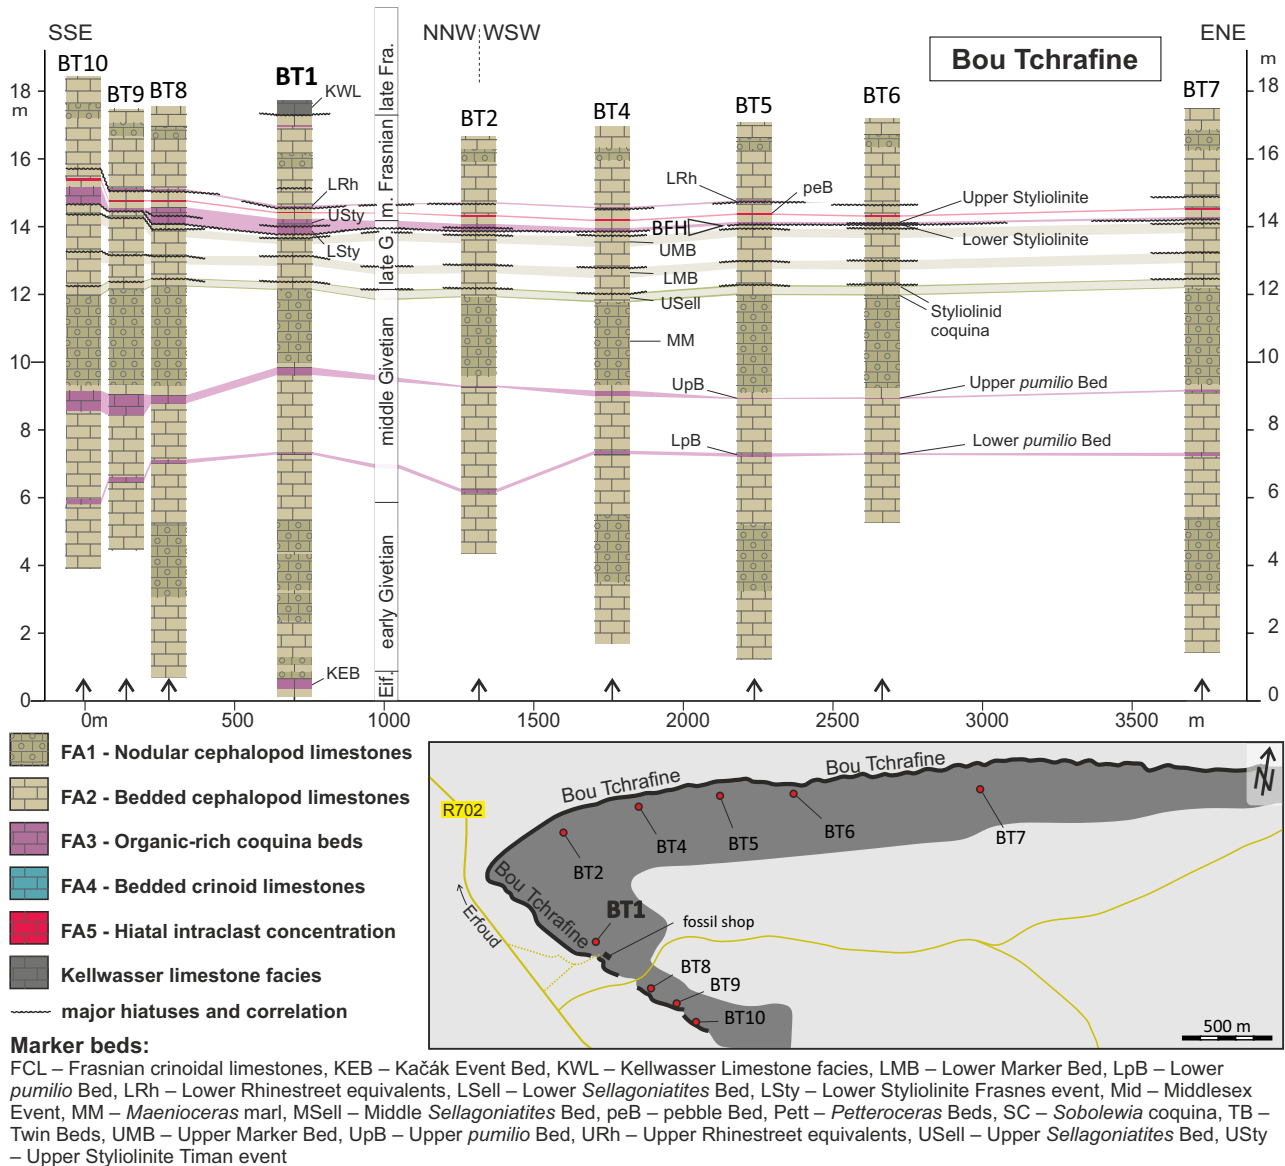 SSE
NNW WSW
ENE
Bou Tchrafine
BT10
BT9
BT8
BT1
BT2
BT4
BT5
BT6
BT7
m
18
16
14
12
10
8
6
4
2
0
m
18
16
14
12
10
8
6
4
2
0
KWL
LRh
USty
LSty
KEB
late Fra.
m. Frasnian
late G
middle Givetian
early Givetian
Eif.
LRh
peB
BFH
UMB
LMB
USell
MM
UpB
LpB
Upper Styliolinite
Lower Styliolinite
Styliolinid
coquina
Upper pumilio Bed
Lower pumilio Bed
0m
500
1000
1500
2000
2500
3000
3500
m
FA1 - Nodular cephalopod limestones
FA2 - Bedded cephalopod limestones
FA3 - Organic-rich coquina beds
FA4 - Bedded crinoid limestones
FA5 - Hiatal intraclast concentration
Kellwasser limestone facies
major hiatuses and correlation
R702
Bou Tchrafine
Bou Tchrafine
Bou Tchrafine
BT2
BT4
BT5
BT6
BT7
BT1
fossil shop
Erfoud
BT8
BT9
BT10
N
500 m
Marker beds:
FCL – Frasnian crinoidal limestones, KEB – Kačák Event Bed, KWL – Kellwasser Limestone facies, LMB – Lower Marker Bed, LpB – Lower
pumilio Bed, LRh – Lower Rhinestreet equivalents, LSell – Lower Sellagoniatites Bed, LSty – Lower Styliolinite Frasnes event, Mid – Middlesex
Event, MM – Maenioceras marl, MSell – Middle Sellagoniatites Bed, peB – pebble Bed, Pett – Petteroceras Beds, SC – Sobolewia coquina, TB –
Twin Beds, UMB – Upper Marker Bed, UpB – Upper pumilio Bed, URh – Upper Rhinestreet equivalents, USell – Upper Sellagoniatites Bed, USty
– Upper Styliolinite Timan event